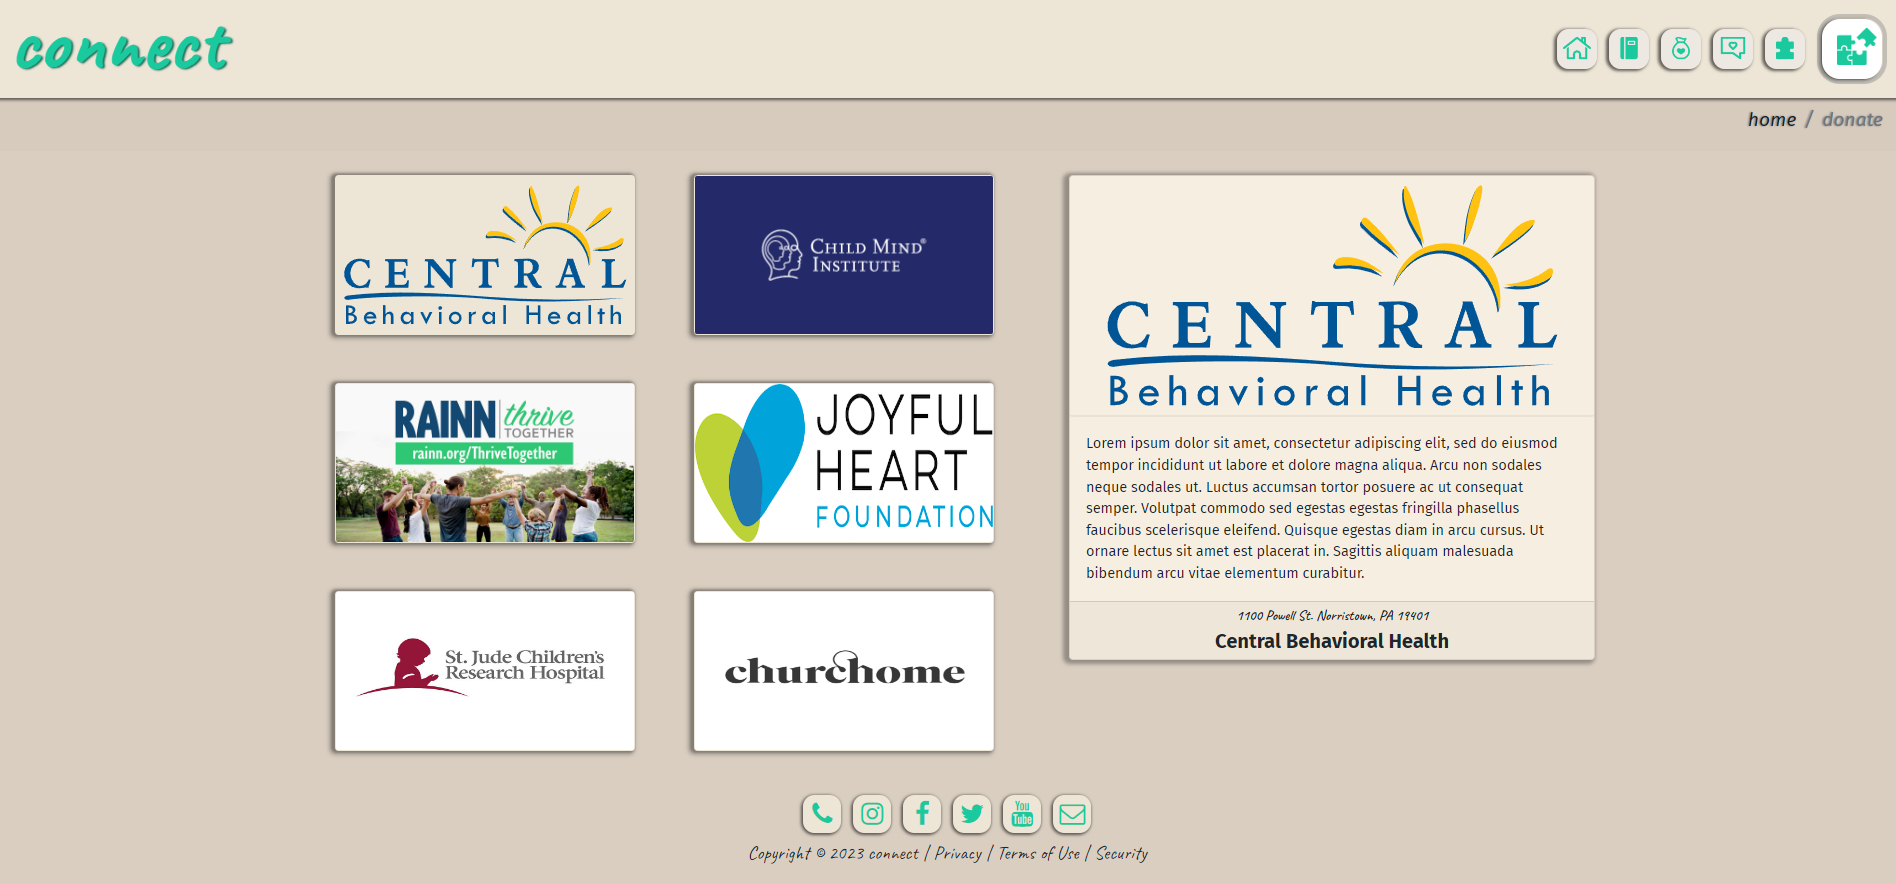 connect
home / donate
CENTRAL
Behavioral Health
CHILD MIND®
INSTITUTE
RAINN thrive
TOGETHER
rainn.org/ThriveTogether
JOYFUL
HEART
FOUNDATION
St. Jude Children's
Research Hospital
churchome
CENTRAL
Behavioral Health
Lorem ipsum dolor sit amet, consectetur adipiscing elit, sed do eiusmod
tempor incididunt ut labore et dolore magna aliqua. Arcu non sodales
neque sodales ut. Luctus accumsan tortor posuere ac ut consequat
semper. Volutpat commodo sed egestas egestas fringilla phasellus
faucibus scelerisque eleifend. Quisque egestas diam in arcu cursus. Ut
ornare lectus sit amet est placerat in. Sagittis aliquam malesuada
bibendum arcu vitae elementum curabitur.
1100 Powell St. Norristown, PA 19401
Central Behavioral Health
You
Tube
Copyright © 2023 connect | Privacy | Terms of Use | Security